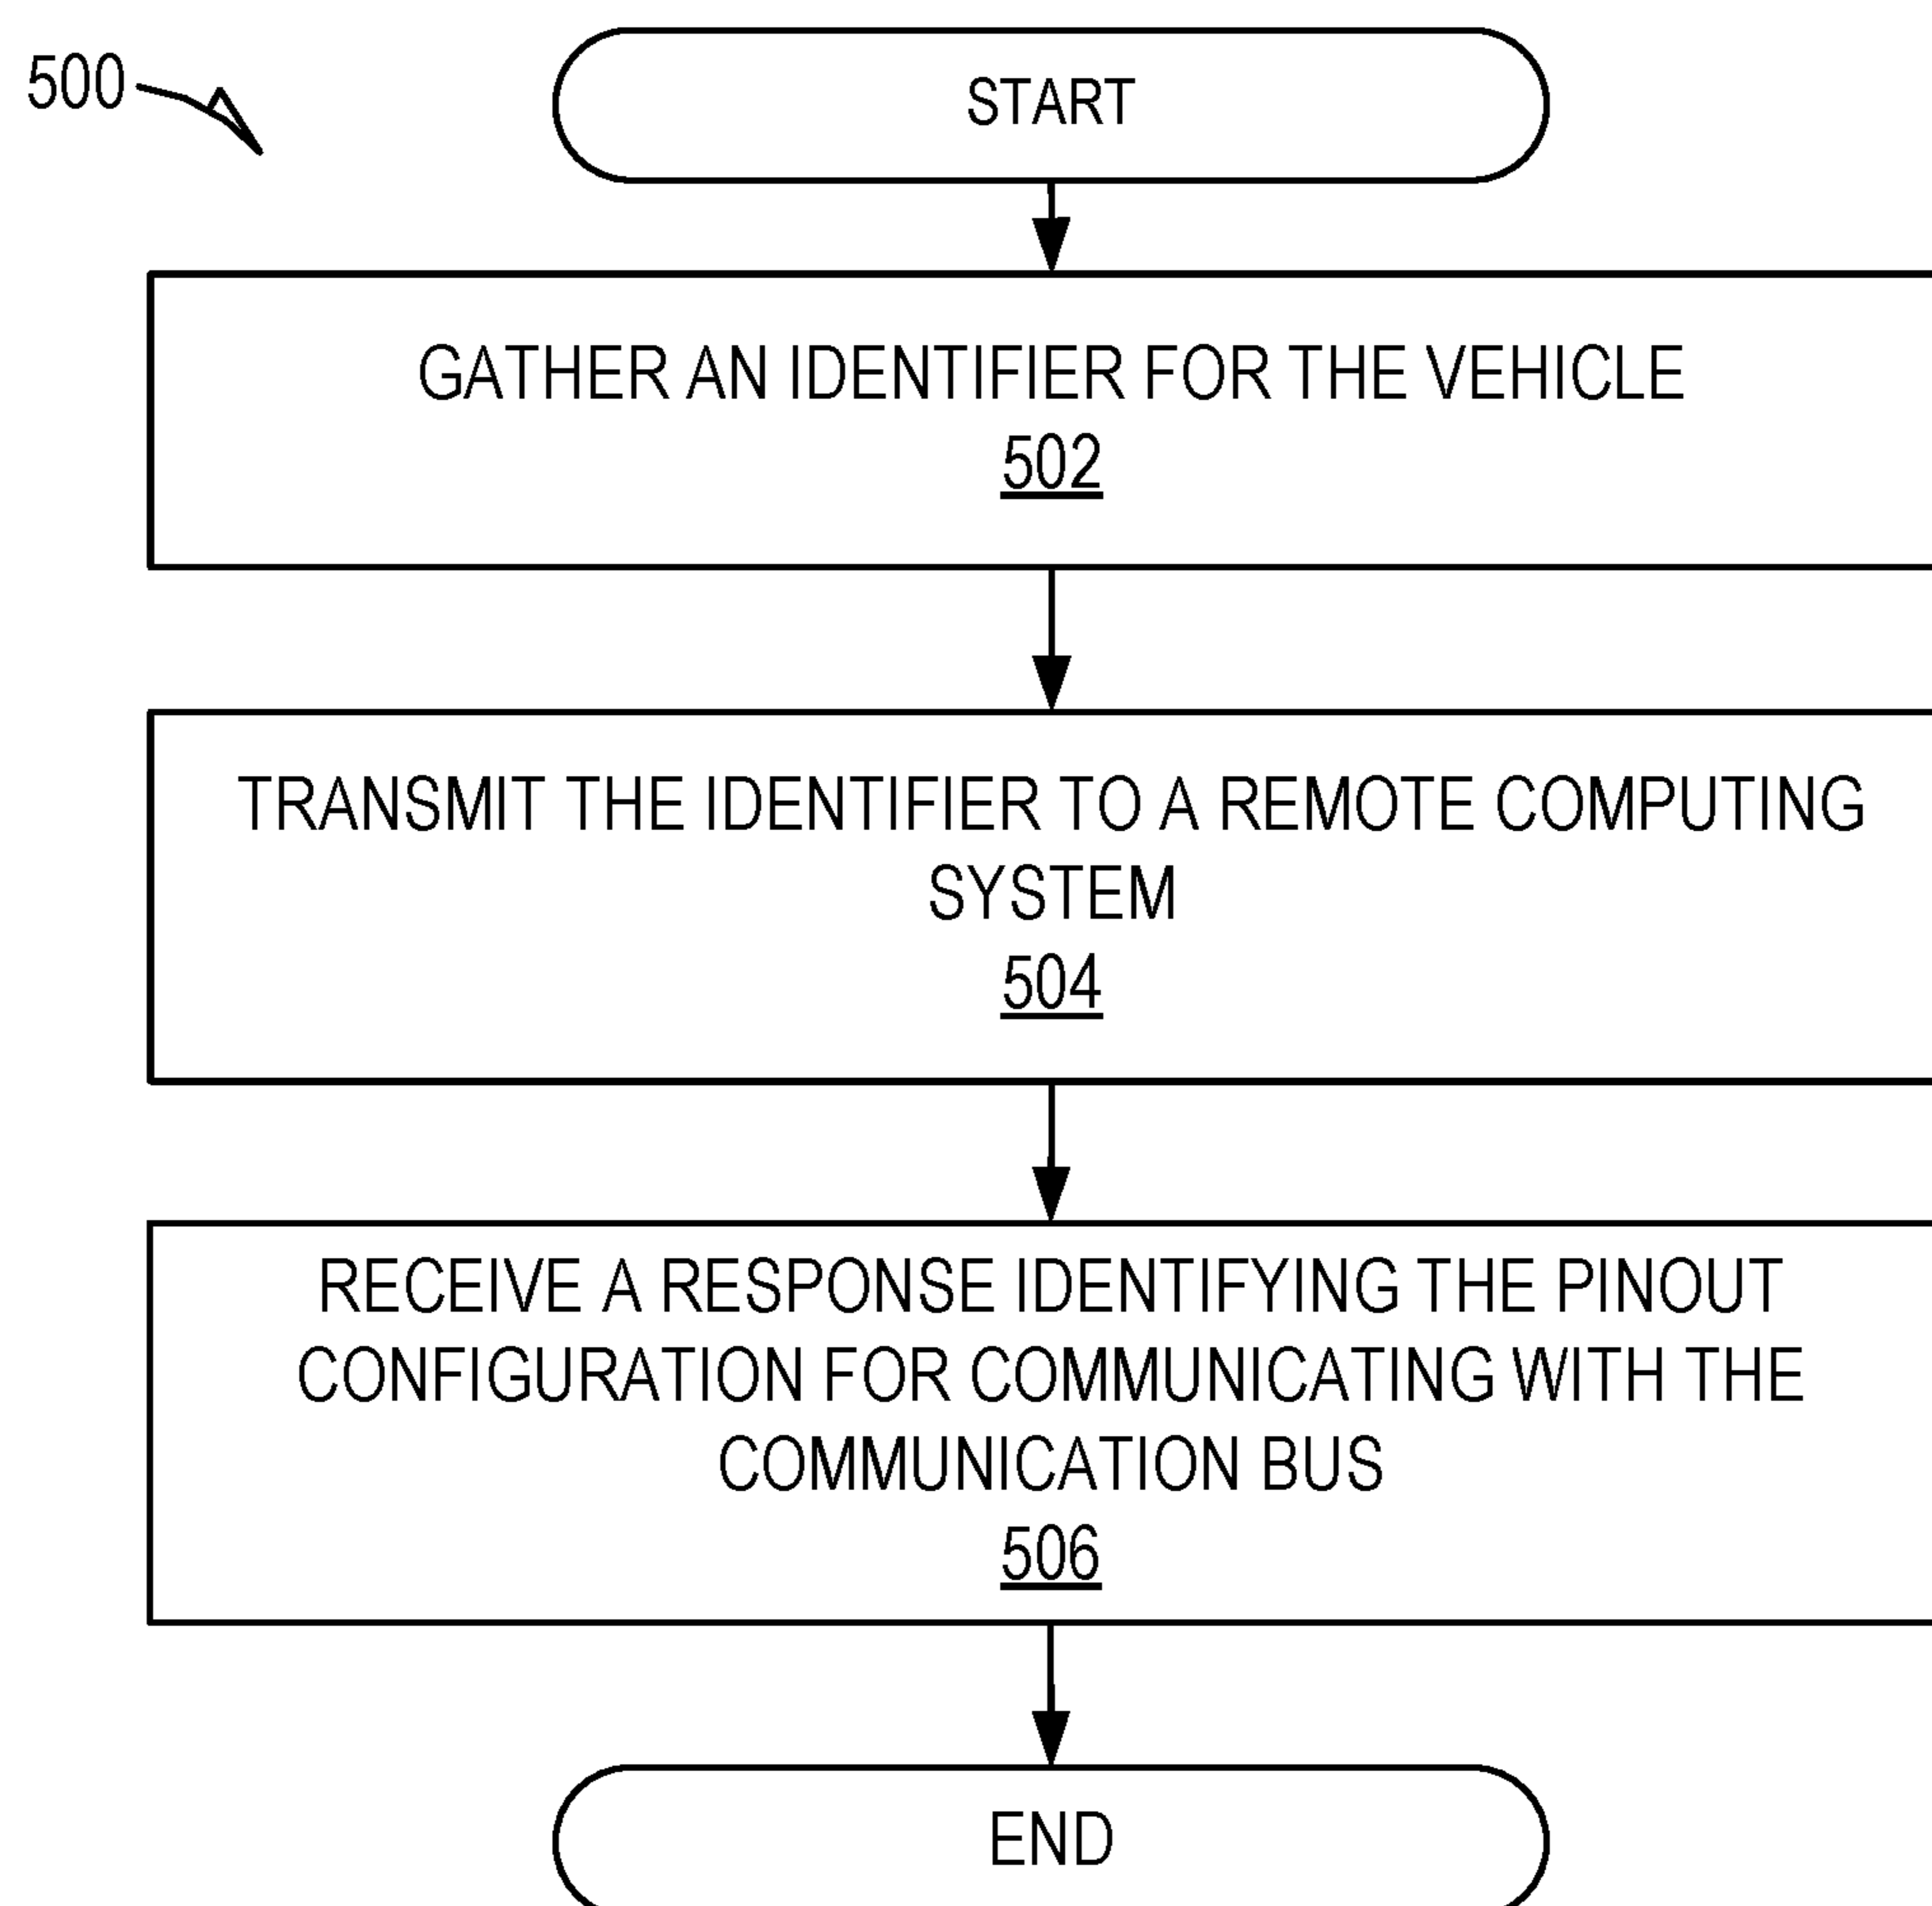 500
START
GATHER AN IDENTIFIER FOR THE VEHICLE
502
TRANSMIT THE IDENTIFIER TO A REMOTE COMPUTING
SYSTEM
504
RECEIVE A RESPONSE IDENTIFYING THE PINOUT
CONFIGURATION FOR COMMUNICATING WITH THE
COMMUNICATION BUS
506
END